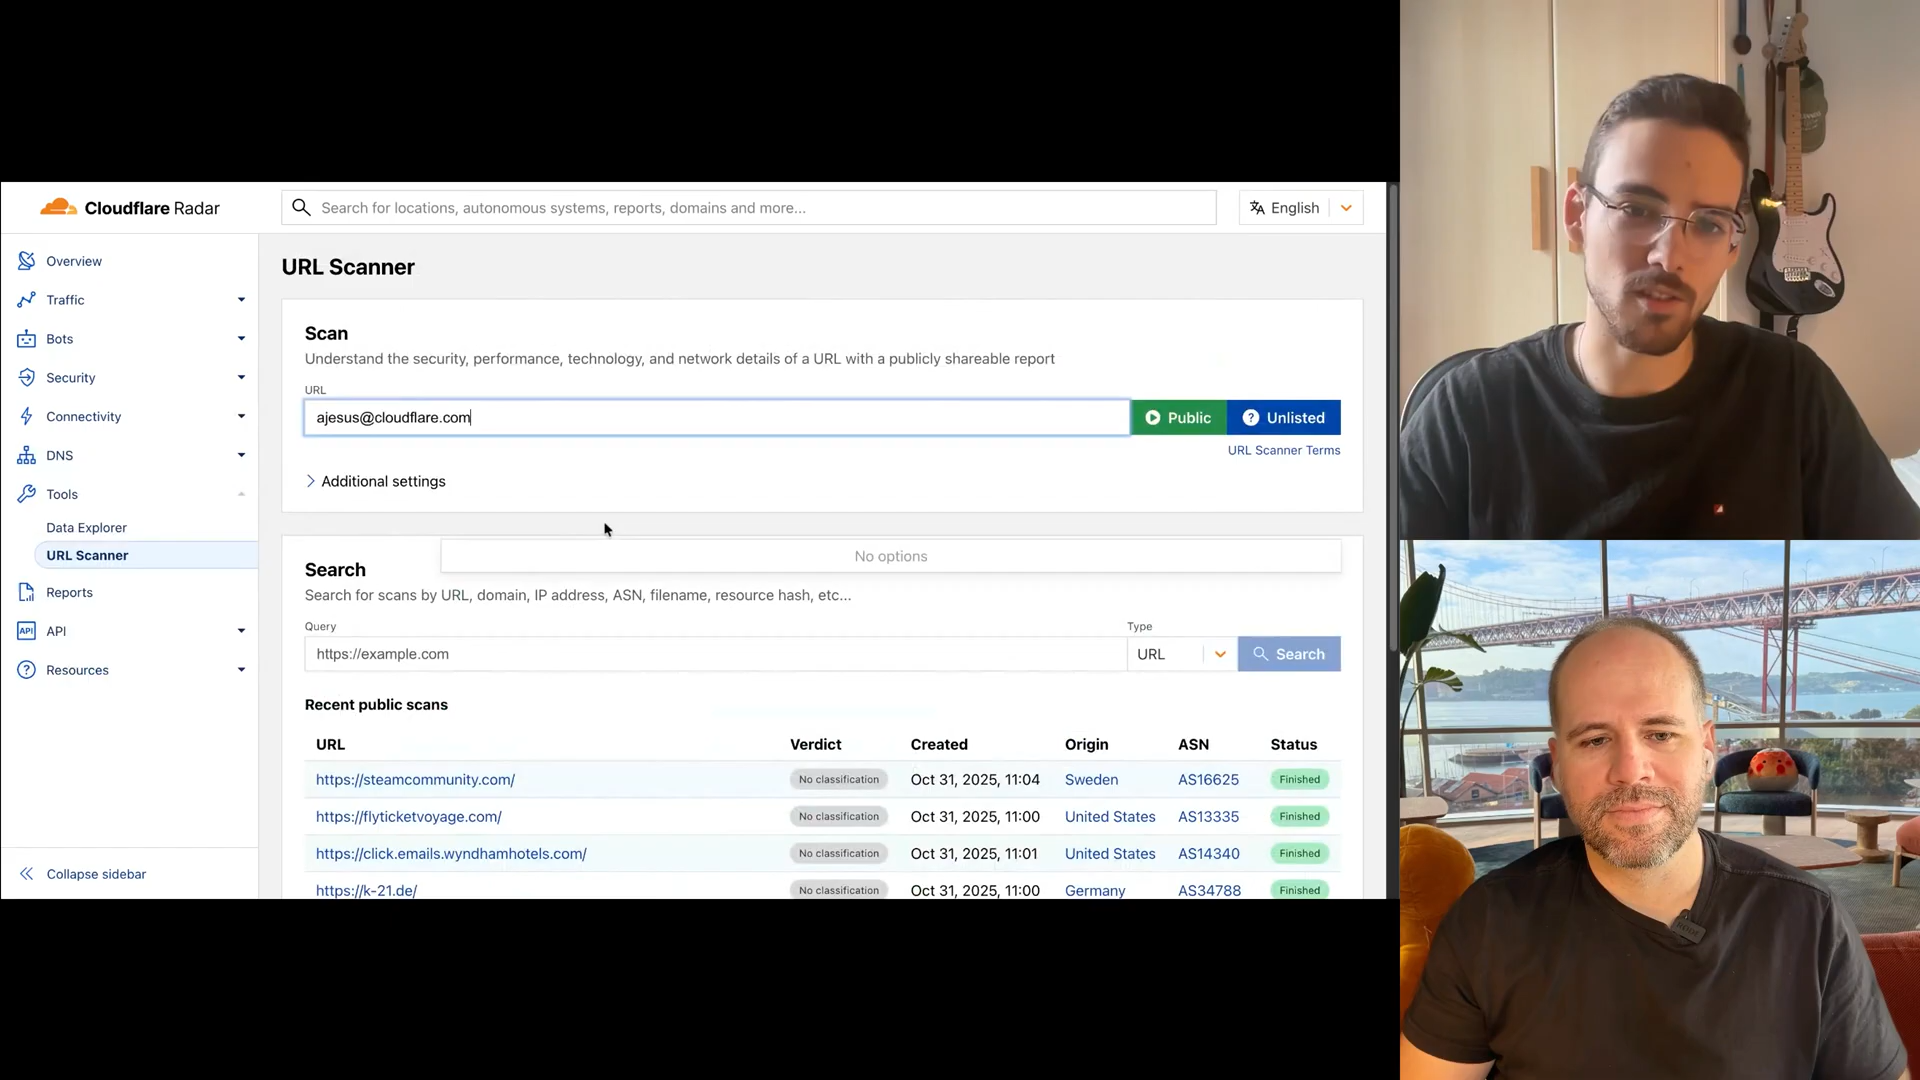 Cloudflare Radar
Search for locations, autonomous systems, reports, domains and more...
English
Overview
Traffic
Bots
Security
Connectivity
DNS
Tools
Data Explorer
URL Scanner
Reports
API
API
Resources
Collapse sidebar
URL Scanner
Scan
Understand the security, performance, technology, and network details of a URL with a publicly shareable report
URL
ajesus@cloudflare.com
Public
? Unlisted
URL Scanner Terms
Additional settings
No options
Search
Search for scans by URL, domain, IP address, ASN, filename, resource hash, etc...
Query
Type
https://example.com
URL
Search
Recent public scans
URL Verdict Created Origin ASN Status
https://steamcommunity.com/ No classification Oct 31, 2025, 11:04 Sweden AS16625 Finished
https://flyticketvoyage.com/ No classification Oct 31, 2025, 11:00 United States AS13335 Finished
https://click.emails.wyndhamhotels.com/ No classification Oct 31, 2025, 11:01 United States AS14340 Finished
https://k-21.de/ No classification Oct 31, 2025, 11:00 Germany AS34788 Finished